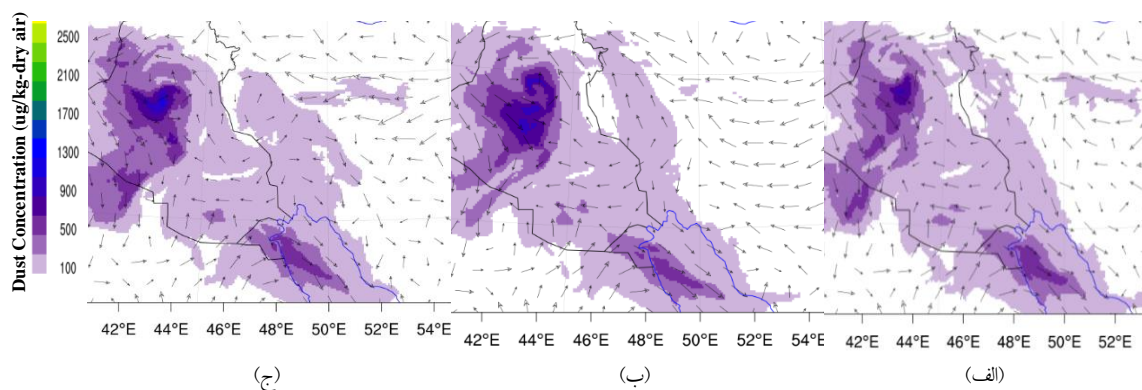 Dust Concentration (ug/kg-dry air)
2500
2100
1700
1300
900
500
100
42°E 44°E 46°E 48°E 50°E 52°E 54°E
42°E 44°E 46°E 48°E 50°E 52°E
42°E 44°E 46°E 48°E 50°E 52°E
(ج) (ب) (الف)